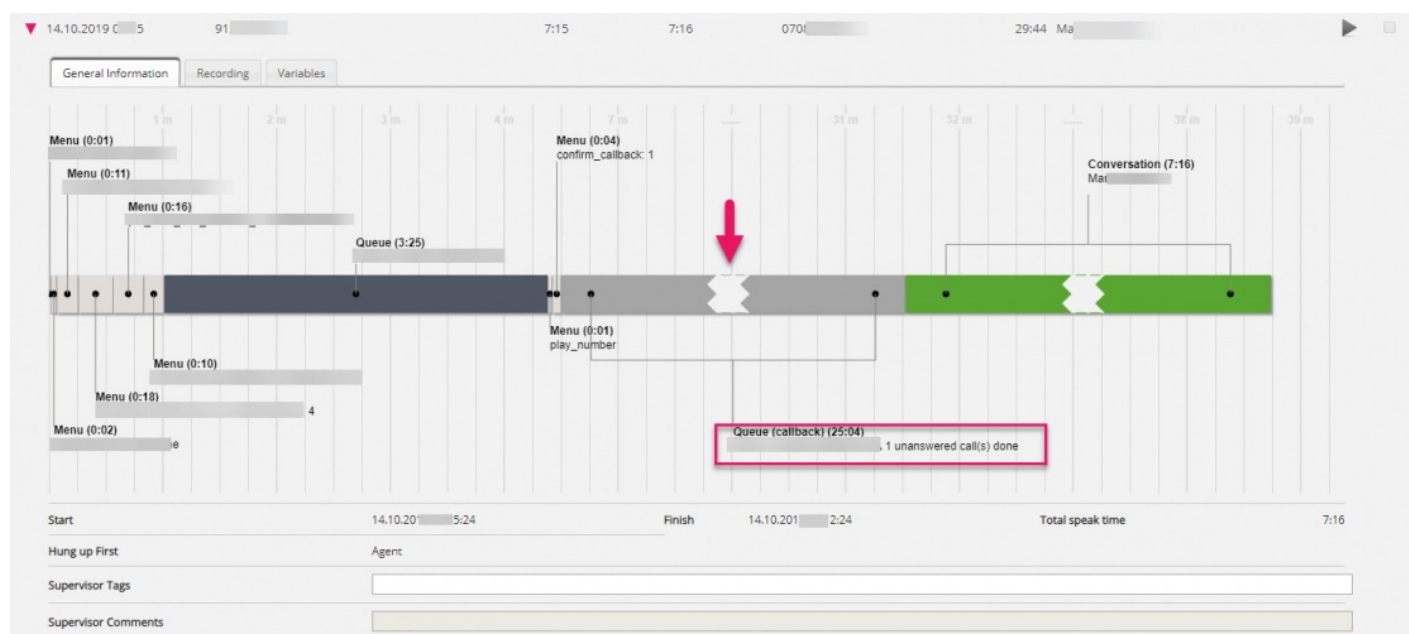 14.10.2019 0 5 91 7:15 7:16 070 29:44 Ma
General Information Recording Variables
1 m 2 m 3 m 4 m 7 m 31 m 32 m 38 m 39 m
Menu (0:01)
Menu (0:11)
Menu (0:16)
Queue (3:25)
Menu (0:04)
confirm_callback: 1
Conversation (7:16)
Mar
Menu (0:01)
play_number
Menu (0:10)
Menu (0:18)
4
Menu (0:02)
e
Queue (callback) (25:04)
, 1 unanswered call(s) done
Start 14.10.201 5:24 Finish 14.10.201 2:24 Total speak time 7:16
Hung up First Agent
Supervisor Tags
Supervisor Comments